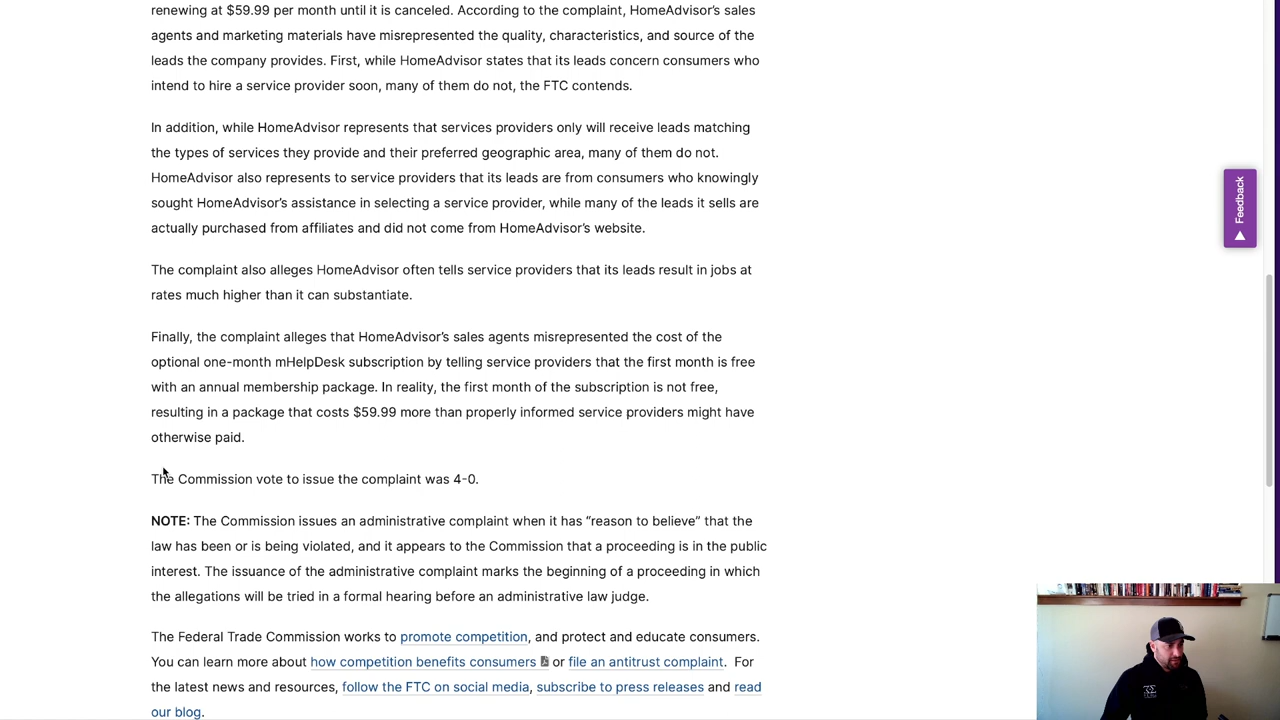 renewing at $59.99 per month until it is canceled. According to the complaint, HomeAdvisor’s sales
agents and marketing materials have misrepresented the quality, characteristics, and source of the
leads the company provides. First, while HomeAdvisor states that its leads concern consumers who
intend to hire a service provider soon, many of them do not, the FTC contends.
In addition, while HomeAdvisor represents that services providers only will receive leads matching
the types of services they provide and their preferred geographic area, many of them do not.
HomeAdvisor also represents to service providers that its leads are from consumers who knowingly
sought HomeAdvisor’s assistance in selecting a service provider, while many of the leads it sells are
actually purchased from affiliates and did not come from HomeAdvisor’s website.
The complaint also alleges HomeAdvisor often tells service providers that its leads result in jobs at
rates much higher than it can substantiate.
Finally, the complaint alleges that HomeAdvisor’s sales agents misrepresented the cost of the
optional one-month mHelpDesk subscription by telling service providers that the first month is free
with an annual membership package. In reality, the first month of the subscription is not free,
resulting in a package that costs $59.99 more than properly informed service providers might have
otherwise paid.
The Commission vote to issue the complaint was 4-0.
NOTE: The Commission issues an administrative complaint when it has “reason to believe” that the
law has been or is being violated, and it appears to the Commission that a proceeding is in the public
interest. The issuance of the administrative complaint marks the beginning of a proceeding in which
the allegations will be tried in a formal hearing before an administrative law judge.
The Federal Trade Commission works to promote competition, and protect and educate consumers.
You can learn more about how competition benefits consumers or file an antitrust complaint. For
the latest news and resources, follow the FTC on social media, subscribe to press releases and read
our blog.
Feedback